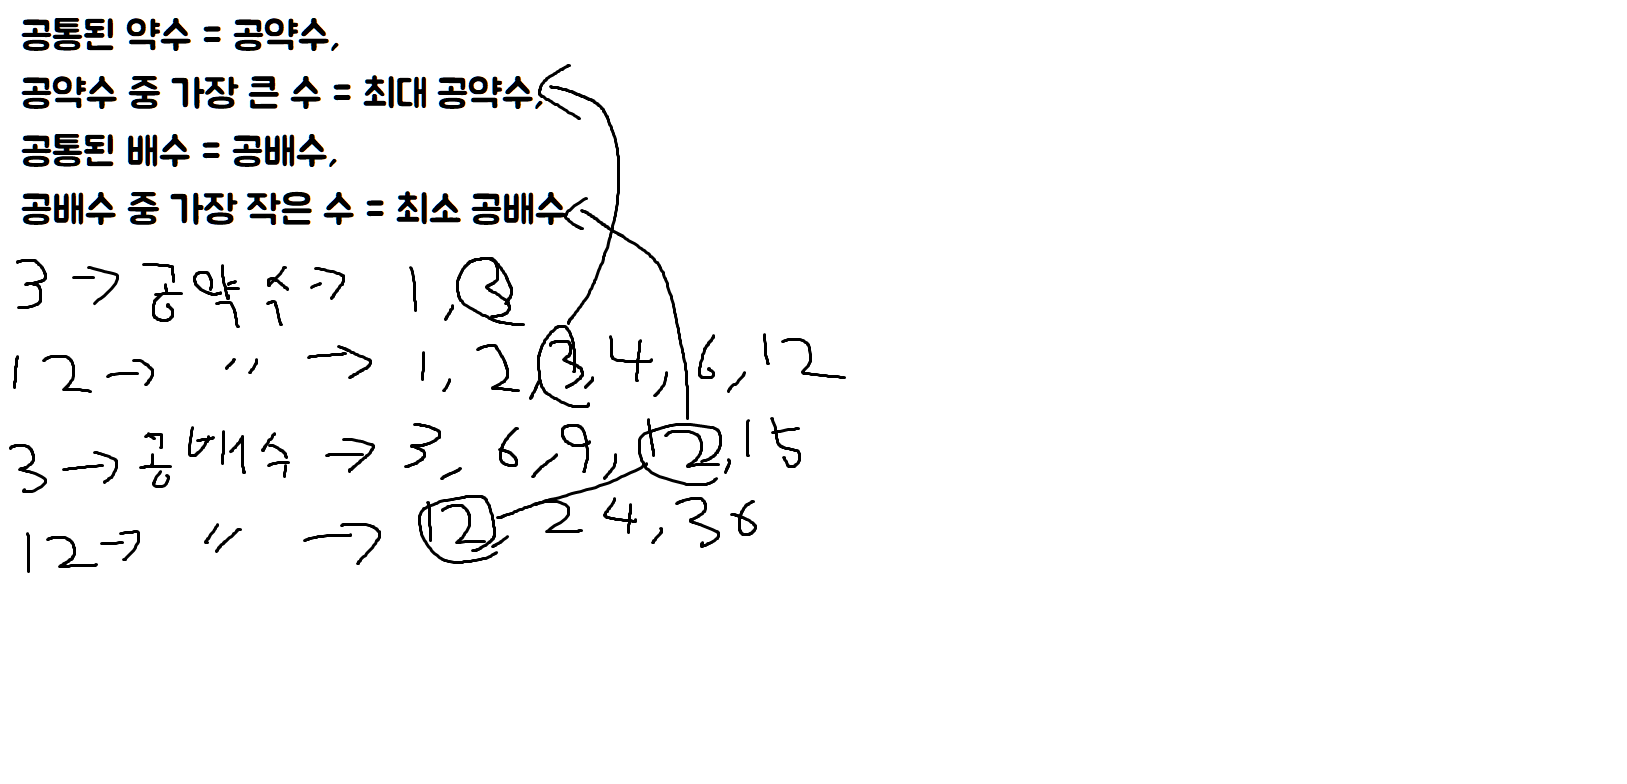 공통된 약수 = 공약수,
공약수 중 가장 큰 수 = 최대 공약수,
공통된 배수 = 공배수,
공배수 중 가장 작은 수 = 최소 공배수
3 → 공약수 → 1, 3
12 → 〃 → 1, 2, 3, 4, 6, 12
3 → 공배수 → 3, 6, 9, 12, 15
12 → 〃 → 12, 24, 36